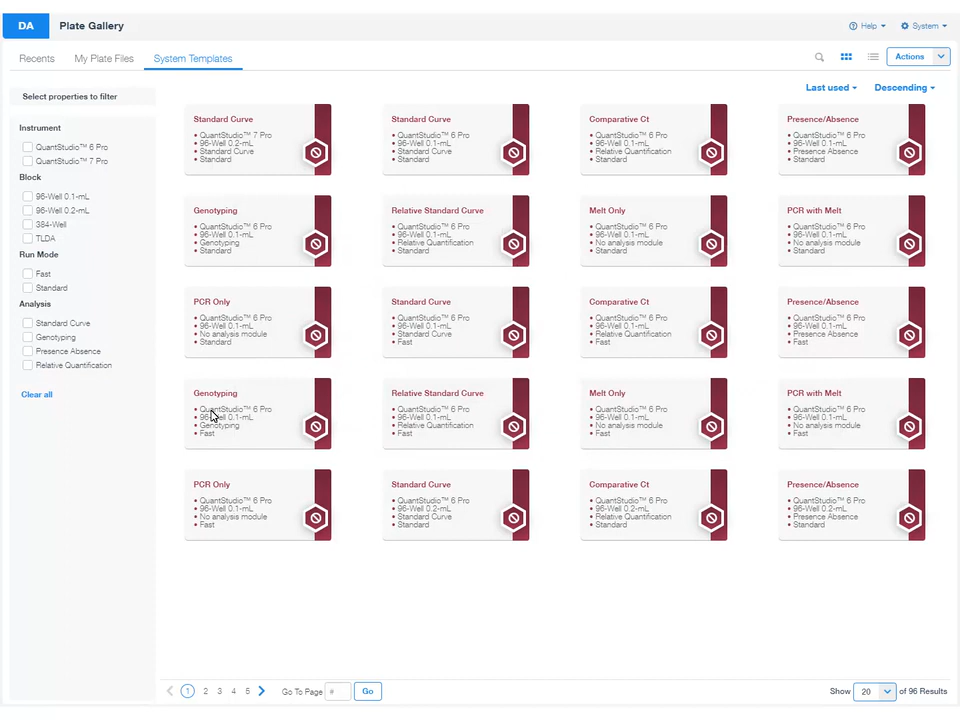 DA
Plate Gallery
Help
System
Recents
My Plate Files
System Templates
Actions
Select properties to filter
Last used
Descending
Instrument
QuantStudio™ 6 Pro
QuantStudio™ 7 Pro
Block
96-Well 0.1-mL
96-Well 0.2-mL
384-Well
TLDA
Run Mode
Fast
Standard
Analysis
Standard Curve
Genotyping
Presence Absence
Relative Quantification
Clear all
Standard Curve
• QuantStudio™ 7 Pro
• 96-Well 0.2-mL
• Standard Curve
• Standard
Standard Curve
• QuantStudio™ 6 Pro
• 96-Well 0.1-mL
• Standard Curve
• Standard
Comparative Ct
• QuantStudio™ 6 Pro
• 96-Well 0.1-mL
• Relative Quantification
• Standard
Presence/Absence
• QuantStudio™ 6 Pro
• 96-Well 0.1-mL
• Presence Absence
• Standard
Genotyping
• QuantStudio™ 6 Pro
• 96-Well 0.1-mL
• Genotyping
• Standard
Relative Standard Curve
• QuantStudio™ 6 Pro
• 96-Well 0.1-mL
• Relative Quantification
• Standard
Melt Only
• QuantStudio™ 6 Pro
• 96-Well 0.1-mL
• No analysis module
• Standard
PCR with Melt
• QuantStudio™ 6 Pro
• 96-Well 0.1-mL
• No analysis module
• Standard
PCR Only
• QuantStudio™ 6 Pro
• 96-Well 0.1-mL
• No analysis module
• Standard
Standard Curve
• QuantStudio™ 6 Pro
• 96-Well 0.1-mL
• Standard Curve
• Fast
Comparative Ct
• QuantStudio™ 6 Pro
• 96-Well 0.1-mL
• Relative Quantification
• Fast
Presence/Absence
• QuantStudio™ 6 Pro
• 96-Well 0.1-mL
• Presence Absence
• Fast
Genotyping
• QuantStudio™ 6 Pro
• 96-Well 0.1-mL
• Genotyping
• Fast
Relative Standard Curve
• QuantStudio™ 6 Pro
• 96-Well 0.1-mL
• Relative Quantification
• Fast
Melt Only
• QuantStudio™ 6 Pro
• 96-Well 0.1-mL
• No analysis module
• Fast
PCR with Melt
• QuantStudio™ 6 Pro
• 96-Well 0.1-mL
• No analysis module
• Fast
PCR Only
• QuantStudio™ 6 Pro
• 96-Well 0.1-mL
• No analysis module
• Fast
Standard Curve
• QuantStudio™ 6 Pro
• 96-Well 0.2-mL
• Standard Curve
• Standard
Comparative Ct
• QuantStudio™ 6 Pro
• 96-Well 0.2-mL
• Relative Quantification
• Standard
Presence/Absence
• QuantStudio™ 6 Pro
• 96-Well 0.2-mL
• Presence Absence
• Standard
1 2 3 4 5 Go To Page # Go
Show 20 of 96 Results